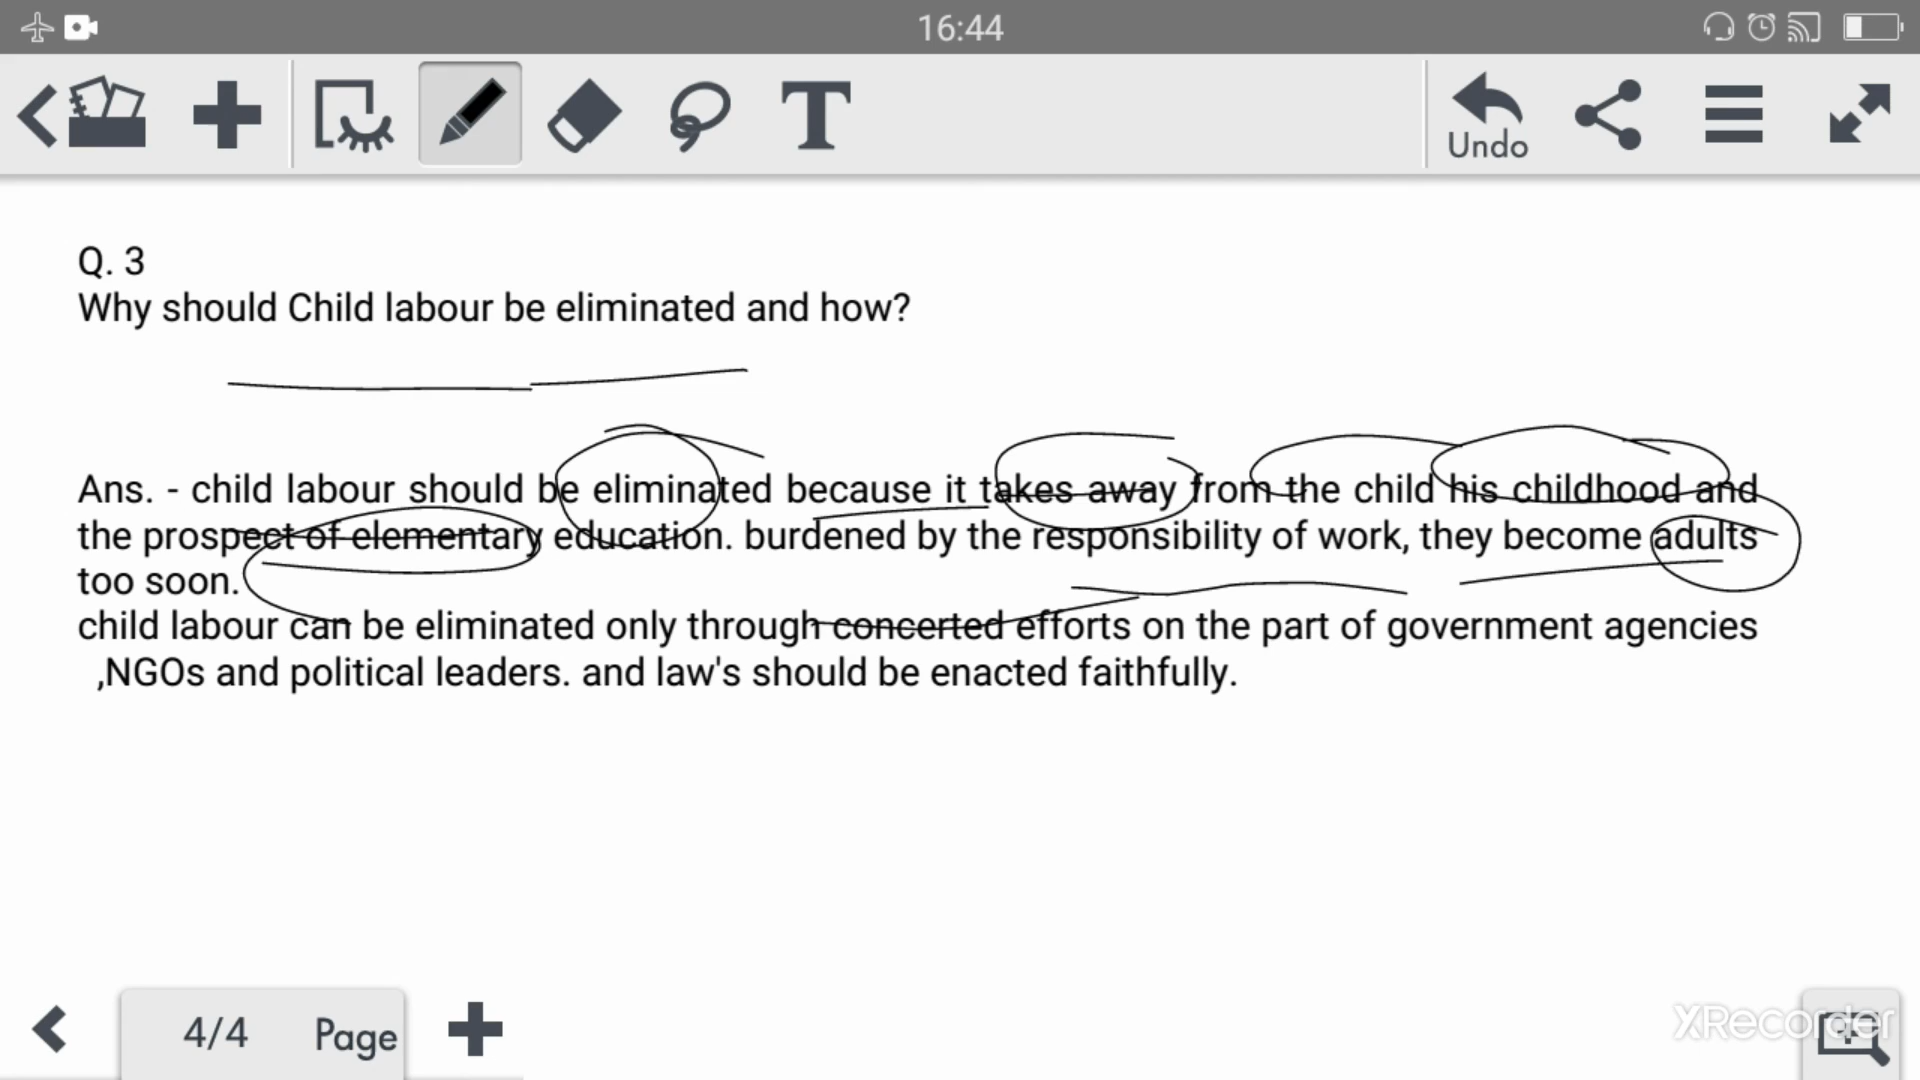 16:44
Undo
Q. 3
Why should Child labour be eliminated and how?
Ans. - child labour should be eliminated because it takes away from the child his childhood and
the prospect of elementary education. burdened by the responsibility of work, they become adults
too soon.
child labour can be eliminated only through concerted efforts on the part of government agencies
,NGOs and political leaders. and law's should be enacted faithfully.
4/4 Page
XRecorder